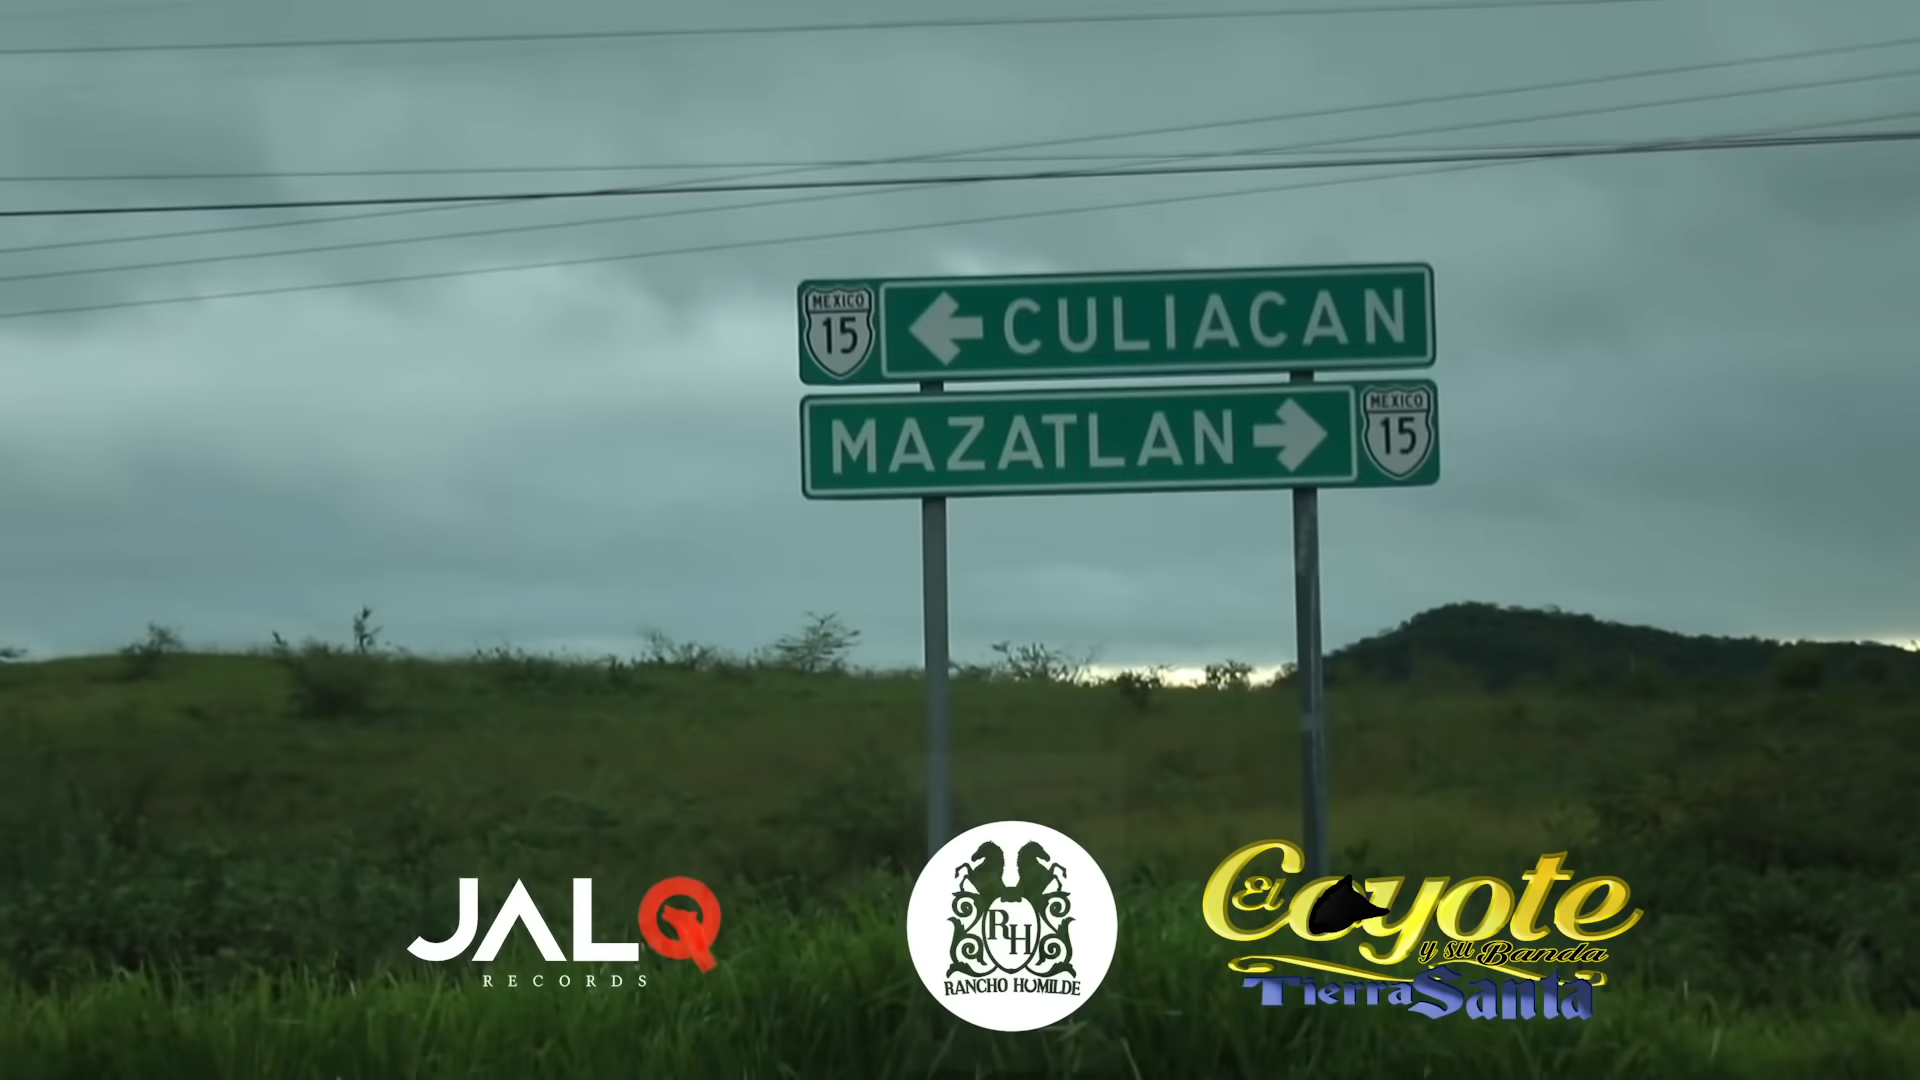 MEXICO
15
CULIACAN
MAZATLAN
MEXICO
15
JALQ
RECORDS
RH
RANCHO HUMILDE
El Coyote
y su Banda
Tierra Santa